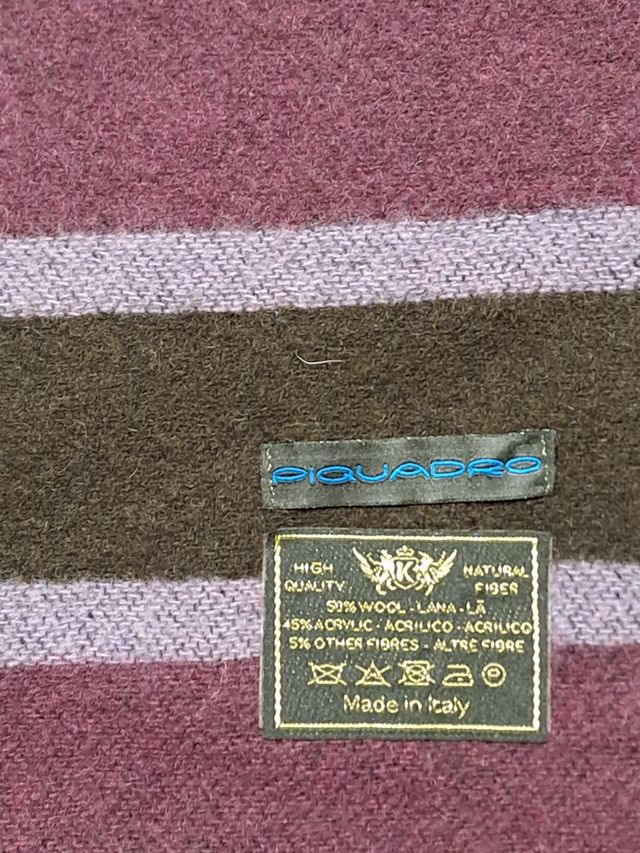 PIQUADRO
HIGH QUALITY
K
NATURAL FIBER
50% WOOL - LANA - LÃ
45% ACRYLIC - ACRILICO - ACRILICO
5% OTHER FIBRES - ALTRE FIBRE
P
Made in Italy